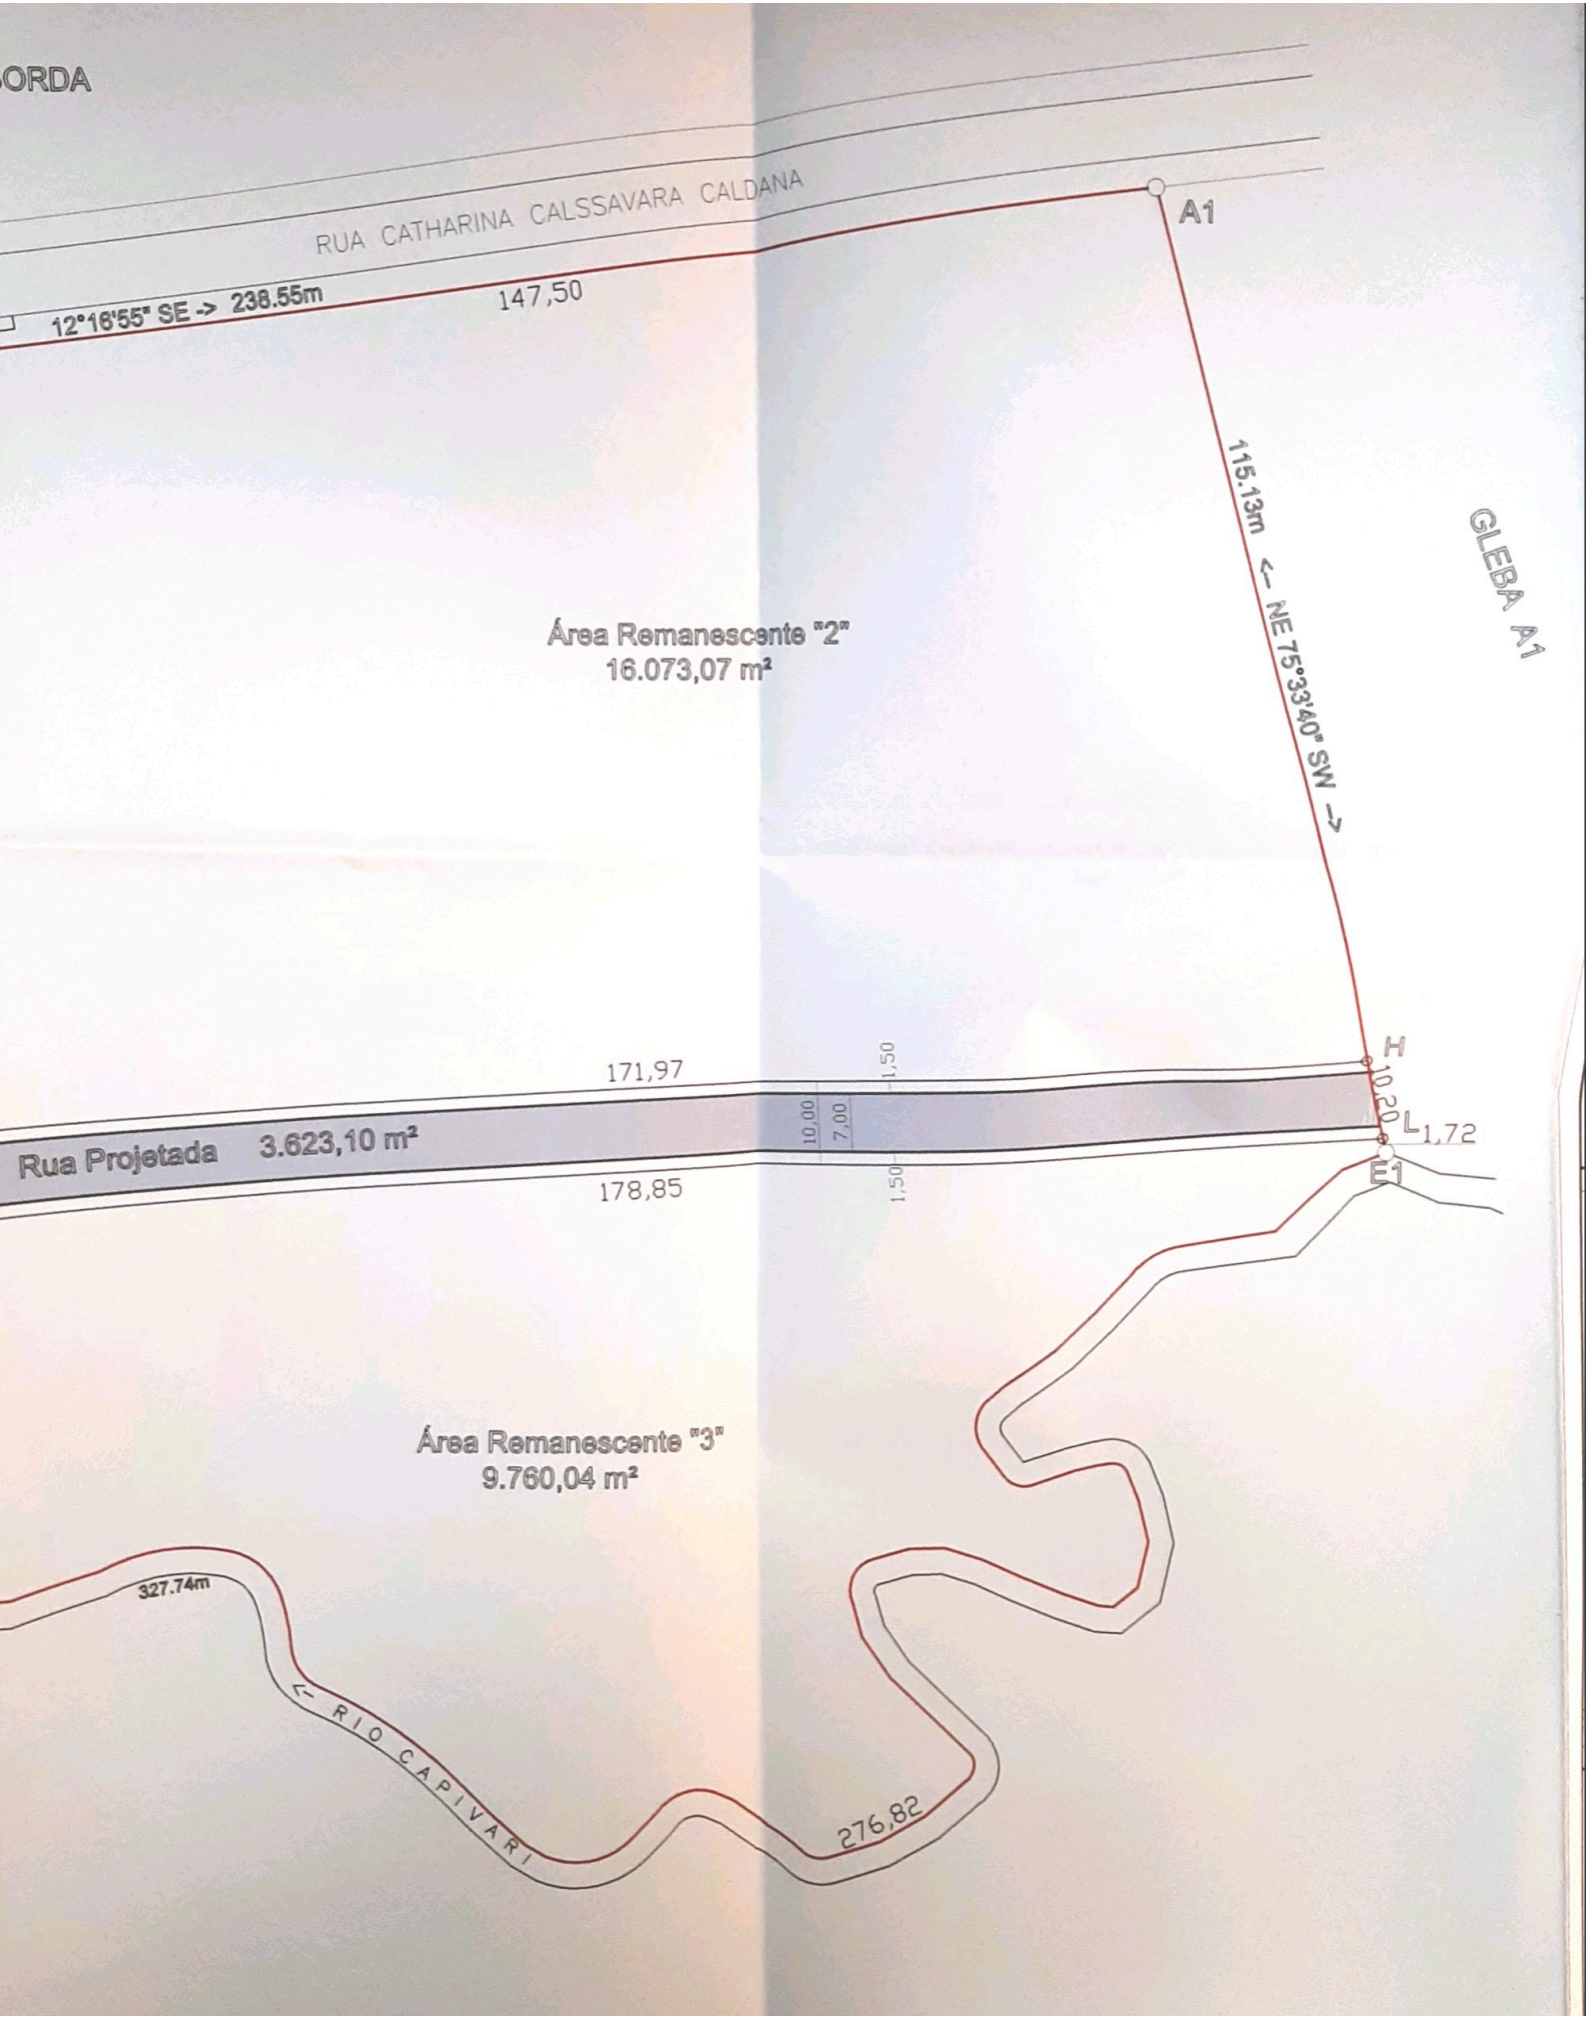 RUA CATHARINA CALSSAVARA CALDANA
A1
12°16'55" SE -> 238.55m
147,50
115.13m <- NE 75°33'40" SW ->
GLEBA A1
Área Remanescente "2"
16.073,07 m²
171,97
1,50
H
10,20
10,00
7,00
L
1,72
Rua Projetada 3.623,10 m²
178,85
1,50
E1
Área Remanescente "3"
9.760,04 m²
327.74m
<- RIO CAPIVARI
276,82